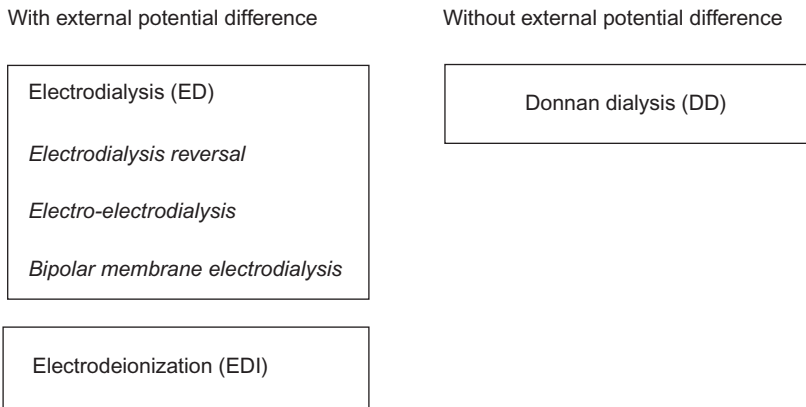 With external potential difference
Electrodialysis (ED)
Electrodialysis reversal
Electro-electrodialysis
Bipolar membrane electrodialysis
Electrodeionization (EDI)
Without external potential difference
Donnan dialysis (DD)